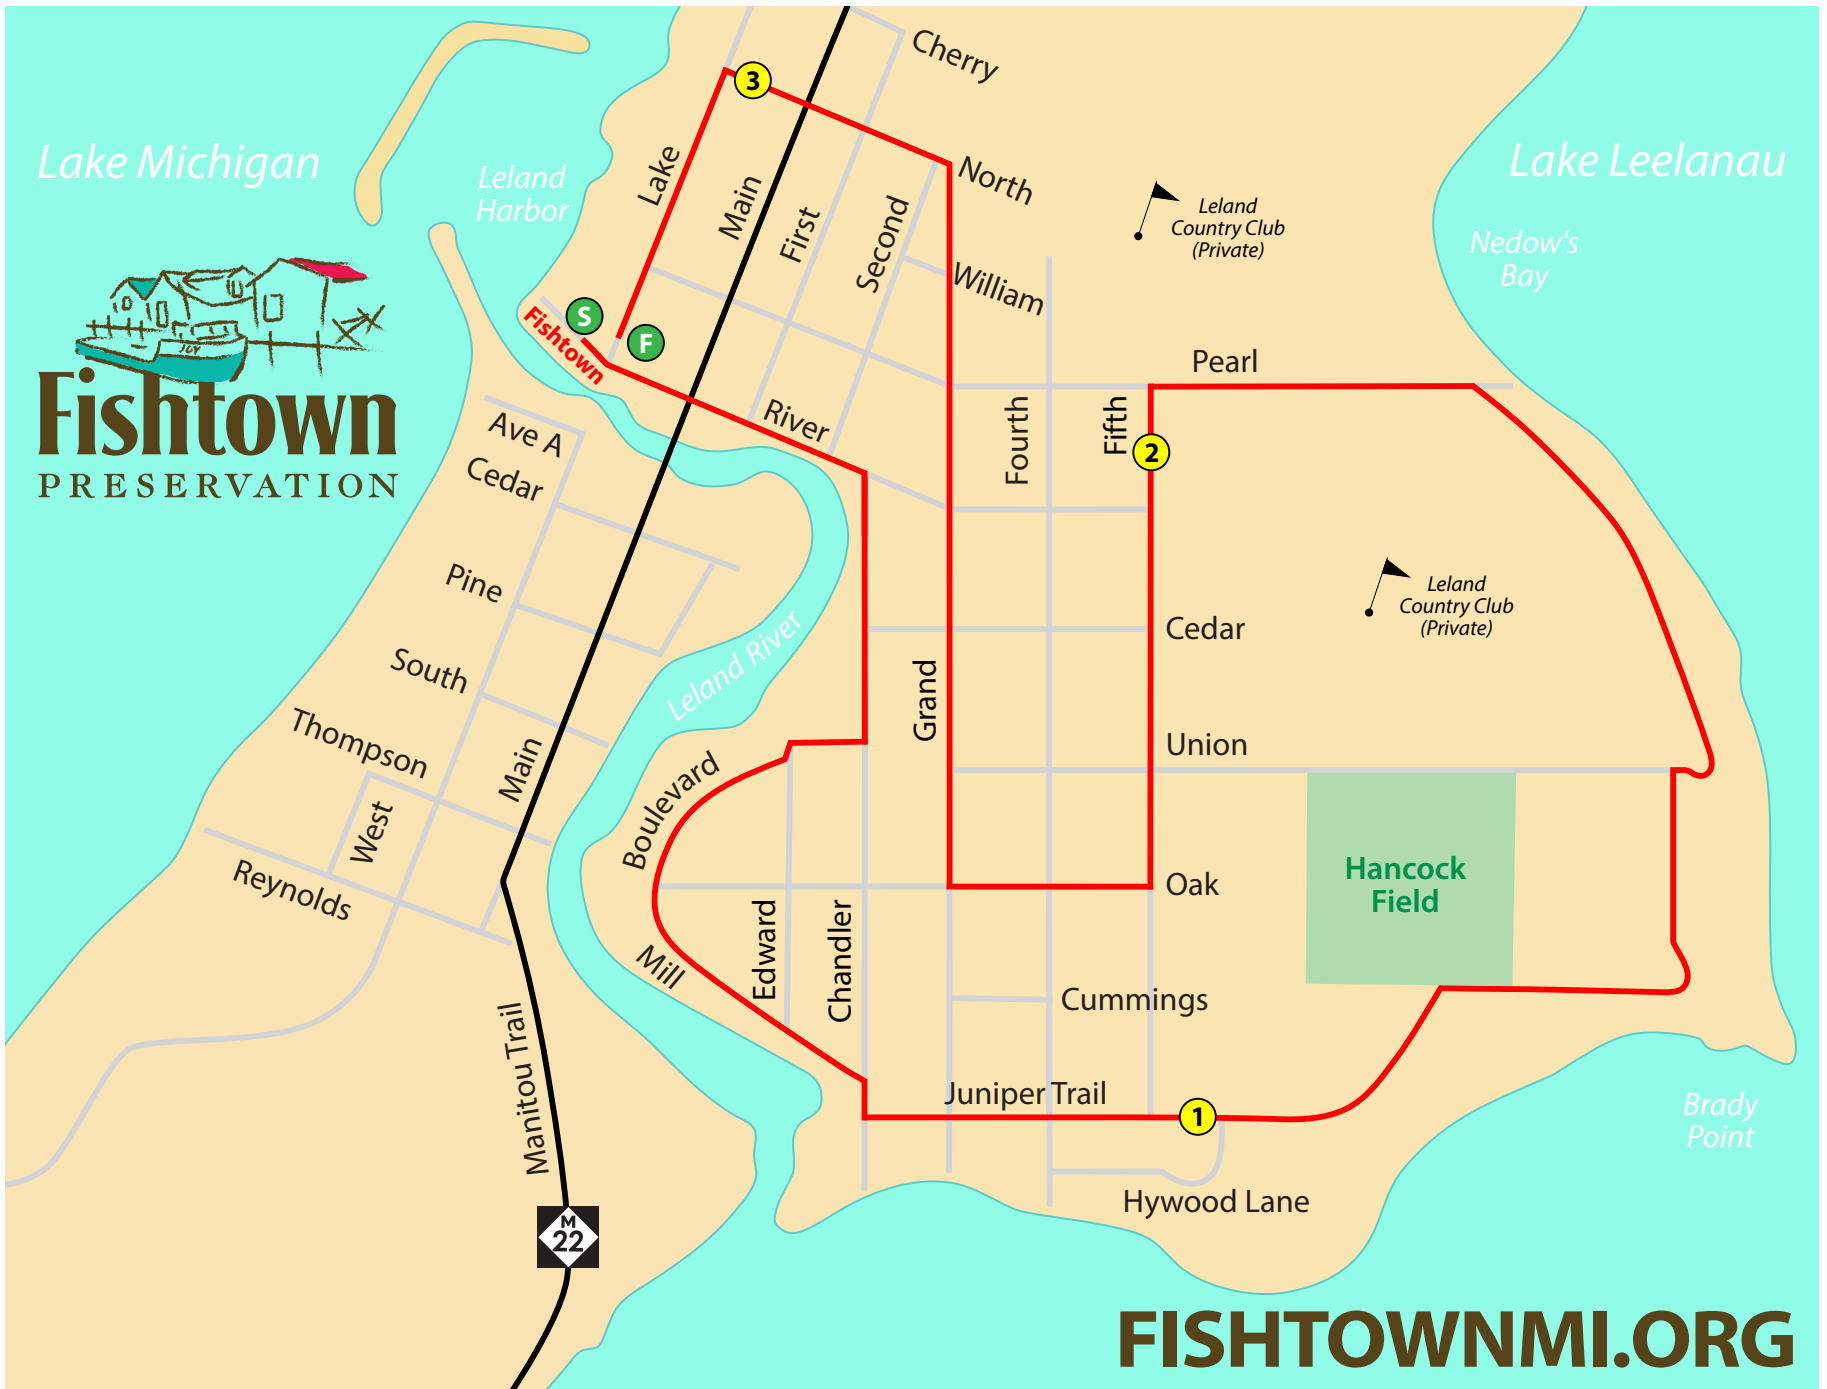 Cherry
3
Lake Michigan
Leland
Harbor
Lake
Main
First
Second
North
William
Leland
Country Club
(Private)
Lake Leelanau
Nedow's
Bay
JOY
Fishtown
PRESERVATION
S
F
Fishtown
River
Pearl
Fourth
Fifth
2
Ave A
Cedar
Pine
South
Thompson
West
Reynolds
Main
Leland River
Leland
Country Club
(Private)
Cedar
Grand
Union
Boulevard
Oak
Hancock
Field
Mill
Edward
Chandler
Cummings
Manitou Trail
Juniper Trail
1
Brady
Point
Hywood Lane
M
22
FISHTOWNMI.ORG